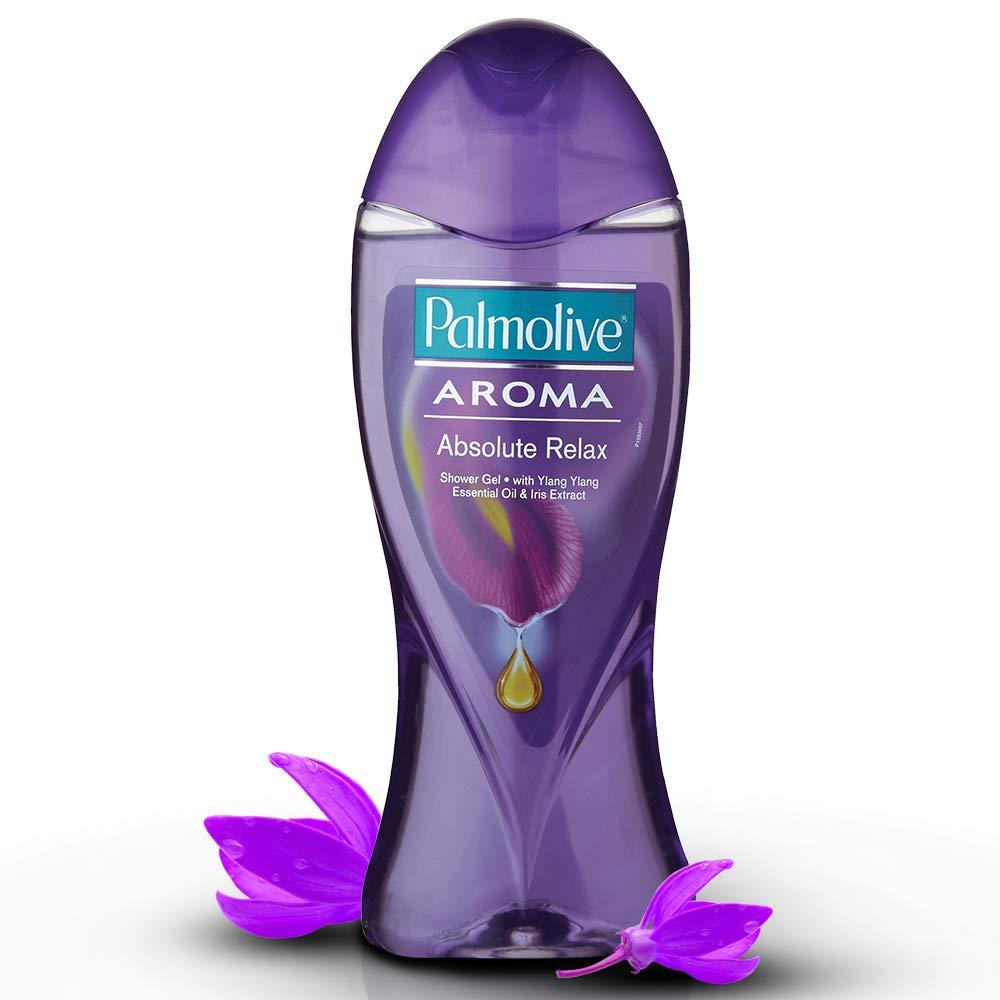 Palmolive®
AROMA
Absolute Relax
Shower Gel • with Ylang Ylang
Essential Oil & Iris Extract